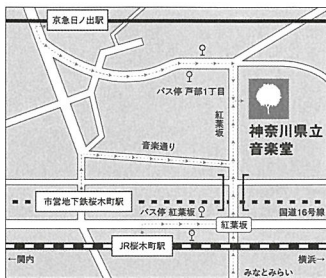 京急日ノ出駅
バス停 戸部1丁目
紅葉坂
神奈川県立
音楽堂
音楽通り
市営地下鉄桜木町駅
バス停 紅葉坂
国道16号線
紅葉坂
JR桜木町駅
←関内
横浜→
みなとみらい